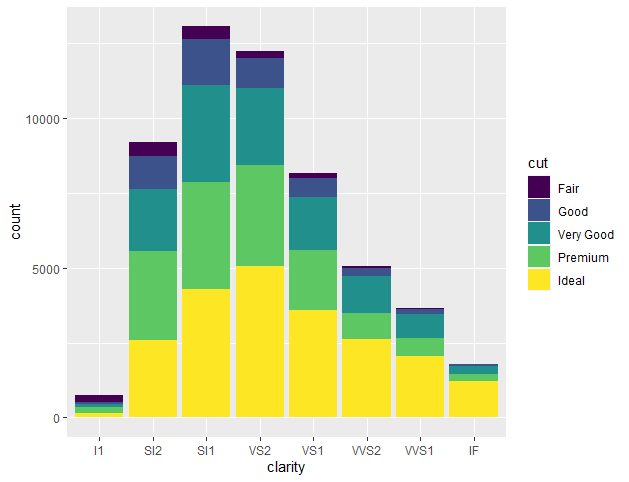 10000
5000
0
count
I1 SI2 SI1 VS2 VS1 VVS2 VVS1 IF
clarity
cut
Fair
Good
Very Good
Premium
Ideal